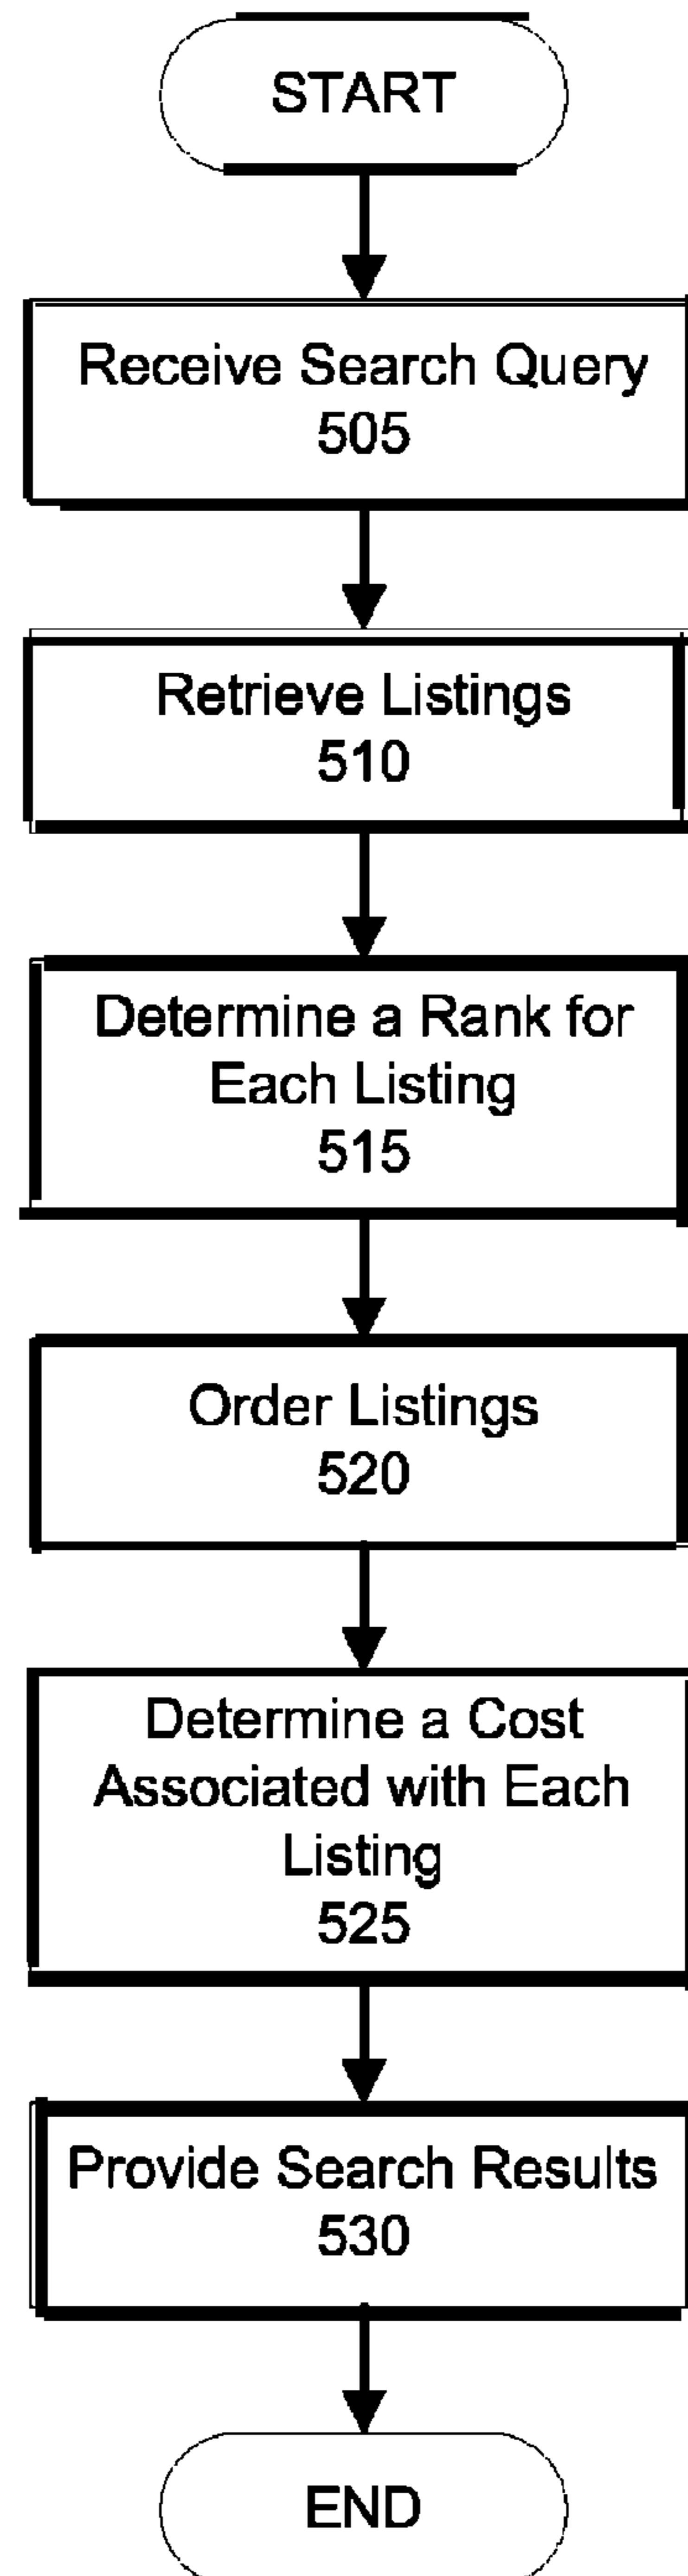 START
Receive Search Query
505
Retrieve Listings
510
Determine a Rank for
Each Listing
515
Order Listings
520
Determine a Cost
Associated with Each
Listing
525
Provide Search Results
530
END